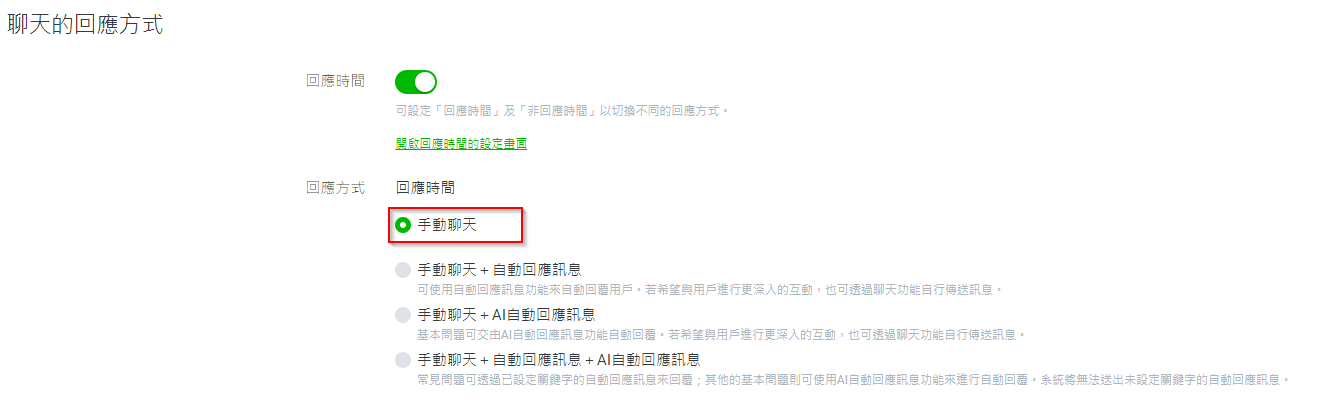 聊天的回應方式
回應時間
可設定「回應時間」及「非回應時間」以切換不同的回應方式。
開啟回應時間的設定畫面
回應方式 回應時間
手動聊天
手動聊天＋自動回應訊息
可使用自動回應訊息功能來自動回覆用戶。若希望與用戶進行更深入的互動，也可透過聊天功能自行傳送訊息。
手動聊天＋AI自動回應訊息
基本問題可交由AI自動回應訊息功能自動回覆。若希望與用戶進行更深入的互動，也可透過聊天功能自行傳送訊息。
手動聊天＋自動回應訊息＋AI自動回應訊息
常見問題可透過已設定關鍵字的自動回應訊息來回覆；其他的基本問題則可使用AI自動回應訊息功能來進行自動回覆。系統將無法送出未設定關鍵字的自動回應訊息。